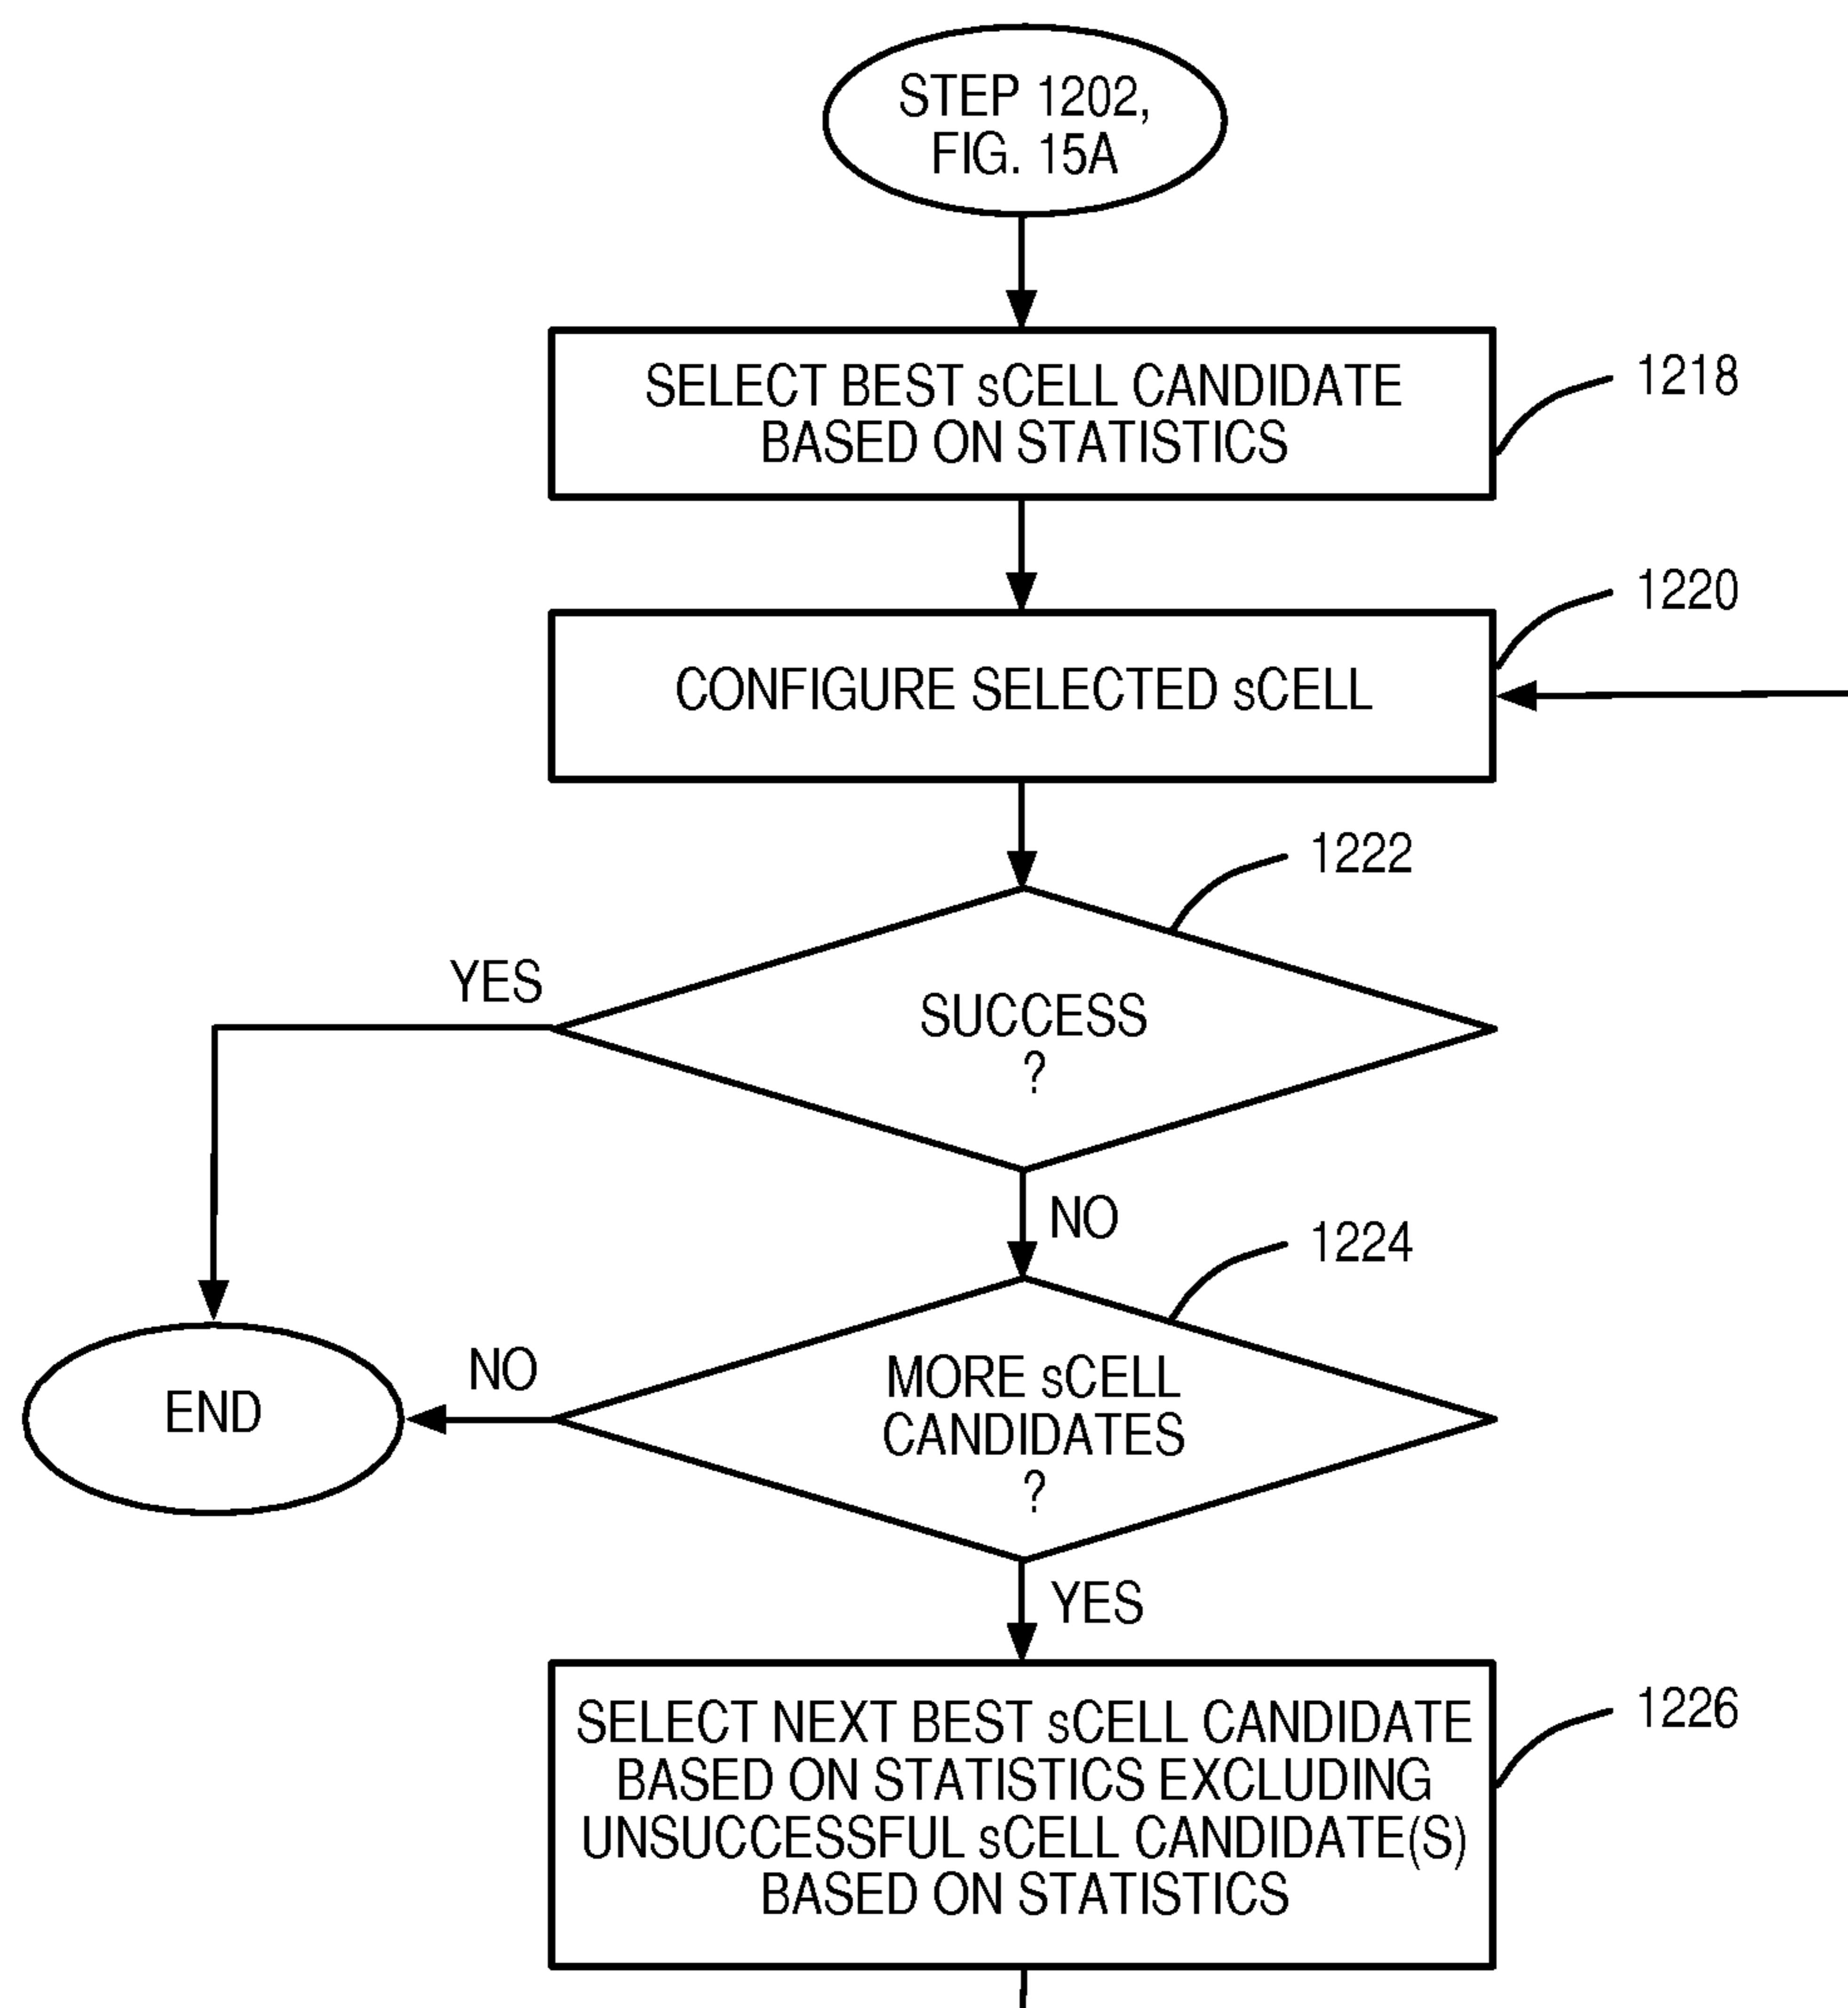 STEP 1202,
FIG. 15A
SELECT BEST sCELL CANDIDATE
BASED ON STATISTICS
1218
CONFIGURE SELECTED sCELL
1220
1222
YES
SUCCESS
?
NO
1224
MORE sCELL
CANDIDATES
?
NO
END
YES
SELECT NEXT BEST sCELL CANDIDATE
BASED ON STATISTICS EXCLUDING
UNSUCCESSFUL sCELL CANDIDATE(S)
BASED ON STATISTICS
1226